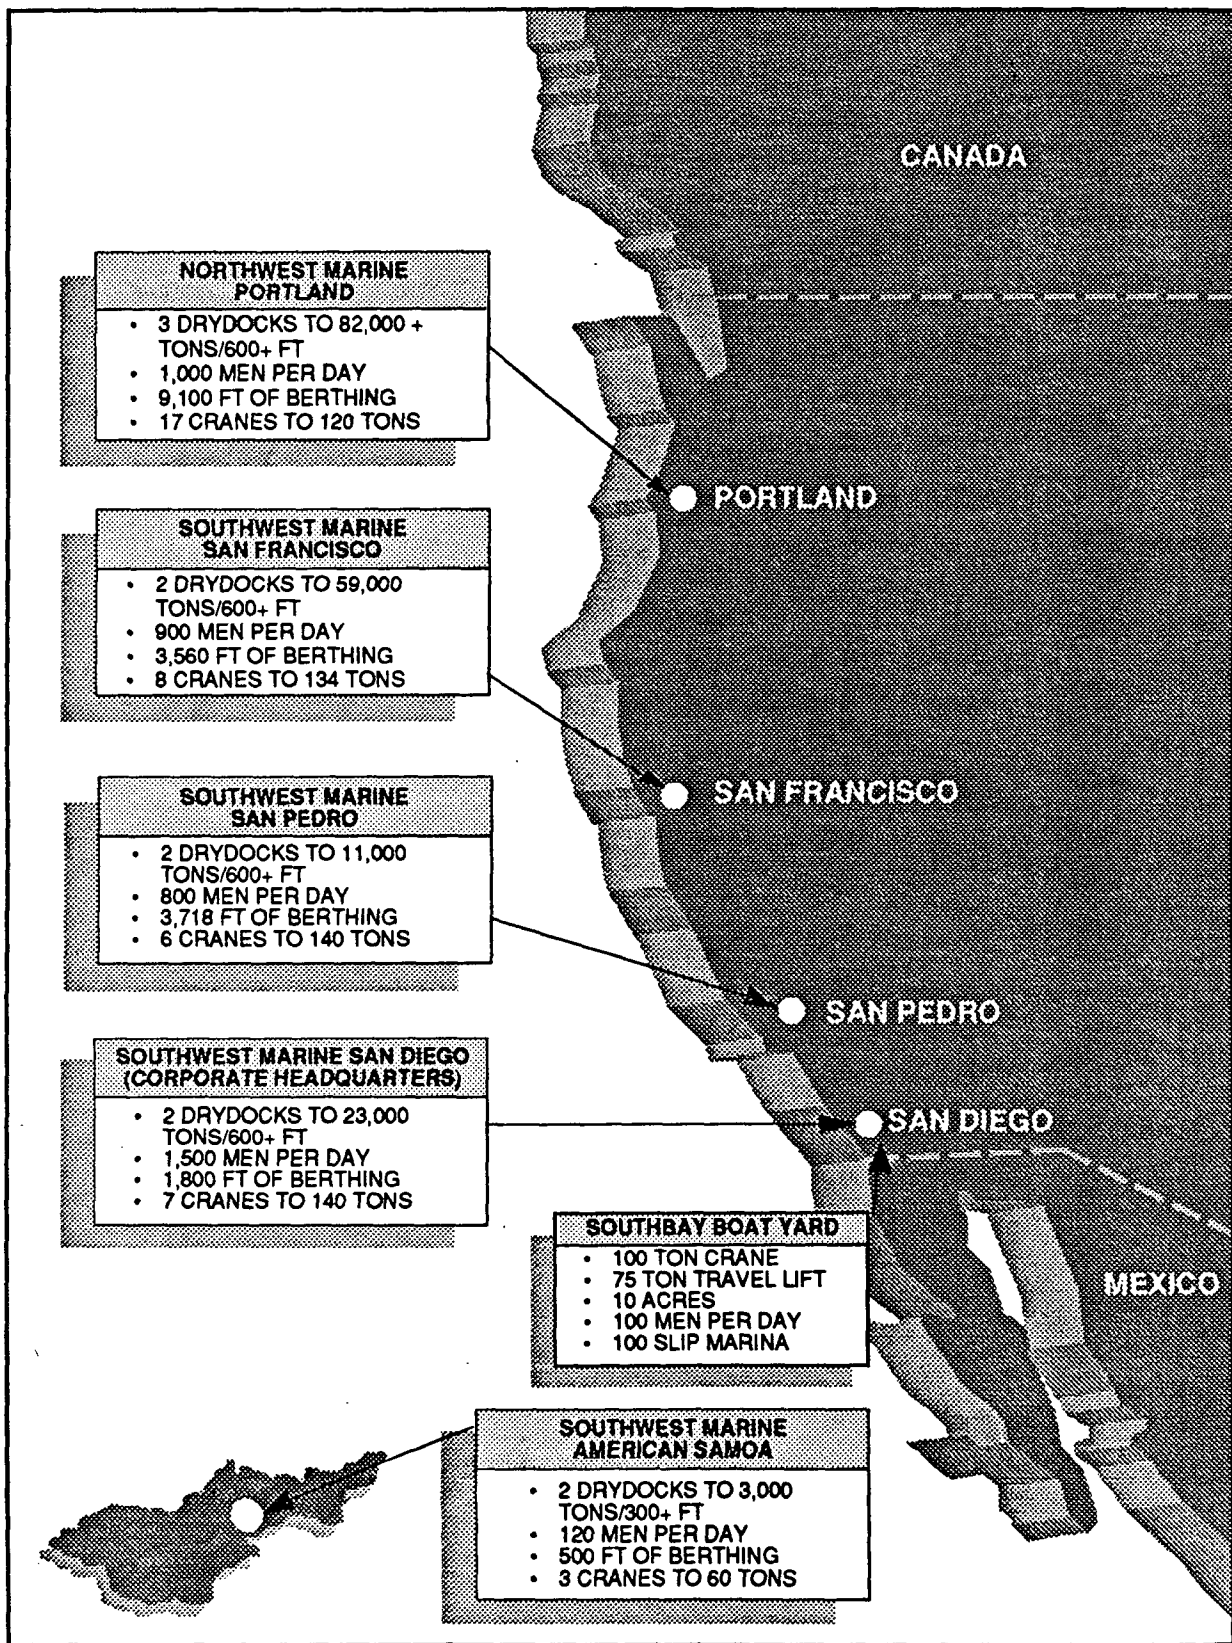 CANADA
NORTHWEST MARINE
PORTLAND
• 3 DRYDOCKS TO 82,000 +
TONS/600+ FT
• 1,000 MEN PER DAY
• 9,100 FT OF BERTHING
• 17 CRANES TO 120 TONS
PORTLAND
SOUTHWEST MARINE
SAN FRANCISCO
• 2 DRYDOCKS TO 59,000
TONS/600+ FT
• 900 MEN PER DAY
• 3,560 FT OF BERTHING
• 8 CRANES TO 134 TONS
SAN FRANCISCO
SOUTHWEST MARINE
SAN PEDRO
• 2 DRYDOCKS TO 11,000
TONS/600+ FT
• 800 MEN PER DAY
• 3,718 FT OF BERTHING
• 6 CRANES TO 140 TONS
SAN PEDRO
SOUTHWEST MARINE SAN DIEGO
(CORPORATE HEADQUARTERS)
• 2 DRYDOCKS TO 23,000
TONS/600+ FT
• 1,500 MEN PER DAY
• 1,800 FT OF BERTHING
• 7 CRANES TO 140 TONS
SAN DIEGO
SOUTHBAY BOAT YARD
• 100 TON CRANE
• 75 TON TRAVEL LIFT
• 10 ACRES
• 100 MEN PER DAY
• 100 SLIP MARINA
MEXICO
SOUTHWEST MARINE
AMERICAN SAMOA
• 2 DRYDOCKS TO 3,000
TONS/300+ FT
• 120 MEN PER DAY
• 500 FT OF BERTHING
• 3 CRANES TO 60 TONS